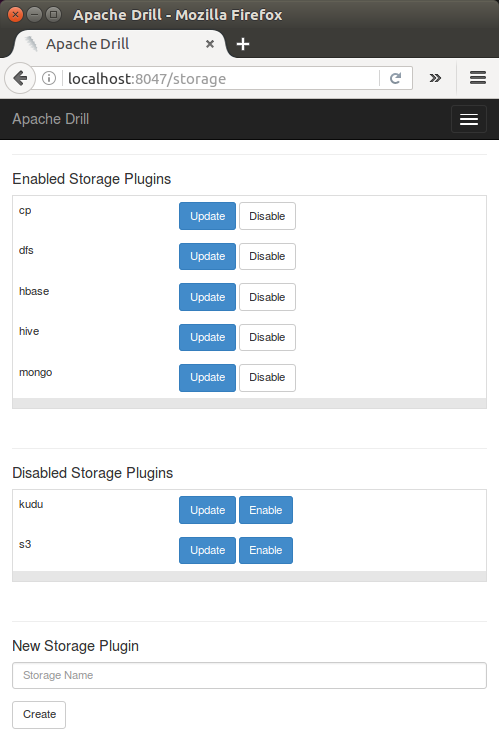 Apache Drill - Mozilla Firefox
Apache Drill
localhost:8047/storage
Apache Drill
Enabled Storage Plugins
cp Update Disable
dfs Update Disable
hbase Update Disable
hive Update Disable
mongo Update Disable
Disabled Storage Plugins
kudu Update Enable
s3 Update Enable
New Storage Plugin
Storage Name
Create